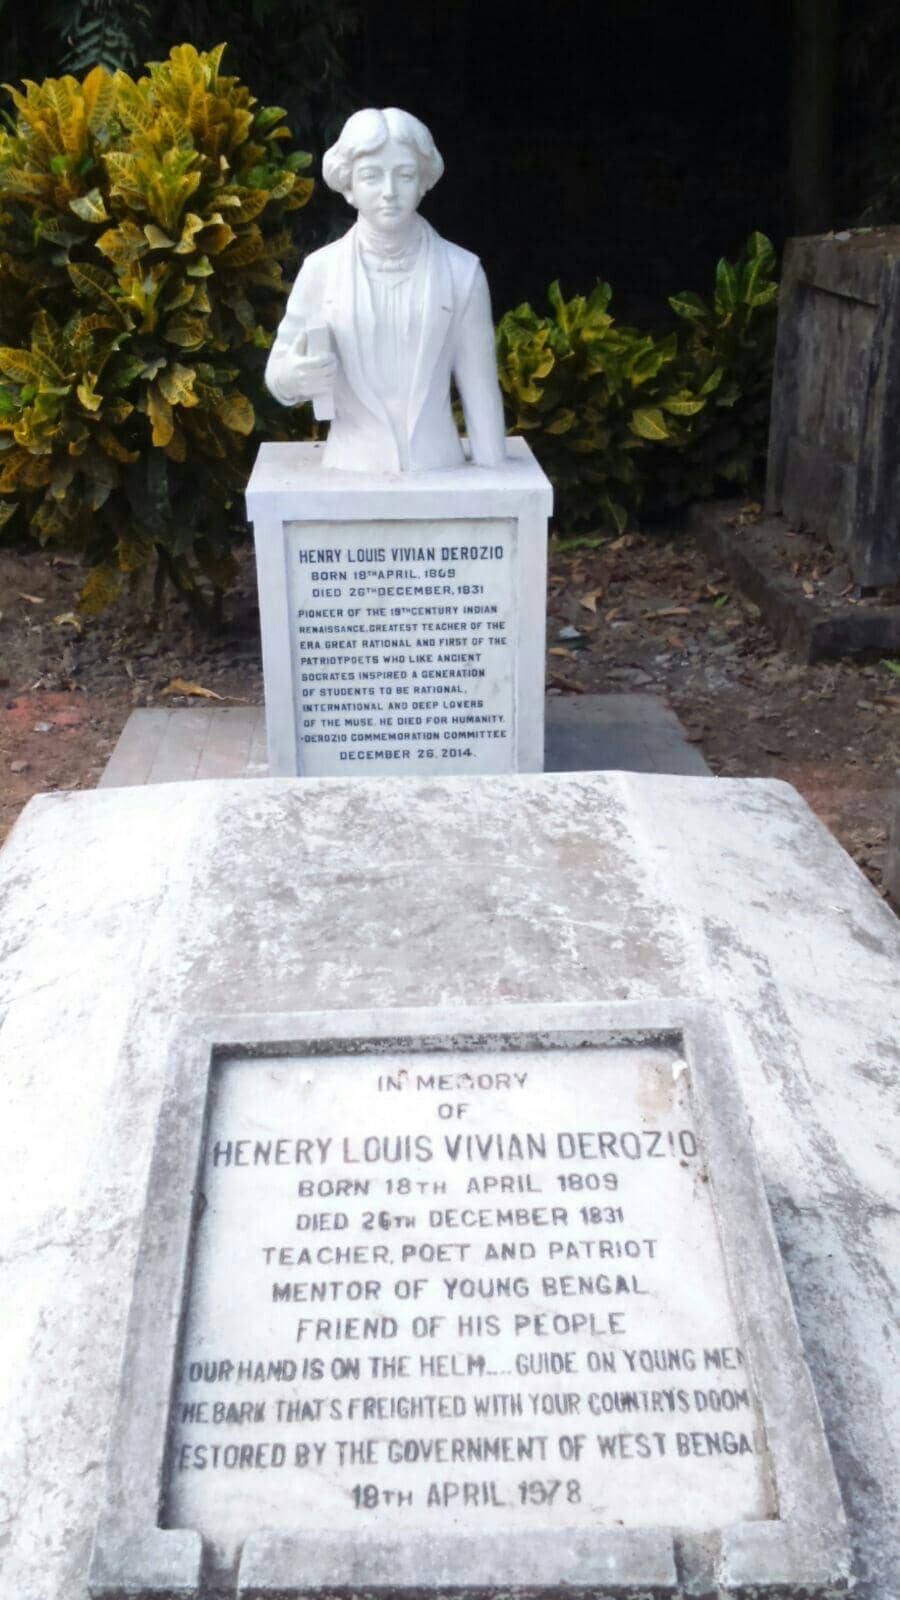 HENRY LOUIS VIVIAN DEROZIO
BORN 18TH APRIL, 1809
DIED 26TH DECEMBER, 1831
PIONEER OF THE 19TH CENTURY INDIAN
RENAISSANCE, GREATEST TEACHER OF THE
ERA, GREAT RATIONAL AND FIRST OF THE
PATRIOTPOETS WHO LIKE ANCIENT
SOCRATES INSPIRED A GENERATION
OF STUDENTS TO BE RATIONAL,
INTERNATIONAL AND DEEP LOVERS
OF THE MUSE. HE DIED FOR HUMANITY.
-DEROZIO COMMEMORATION COMMITTEE
DECEMBER 26, 2014.
IN MEMORY
OF
HENERY LOUIS VIVIAN DEROZIO
BORN 18TH APRIL 1809
DIED 26TH DECEMBER 1831
TEACHER, POET AND PATRIOT
MENTOR OF YOUNG BENGAL
FRIEND OF HIS PEOPLE
OUR HAND IS ON THE HELM.... GUIDE ON YOUNG MEN
HE BARK THAT'S FREIGHTED WITH YOUR COUNTRYS DOOM
ESTORED BY THE GOVERNMENT OF WEST BENGA
18TH APRIL 1978